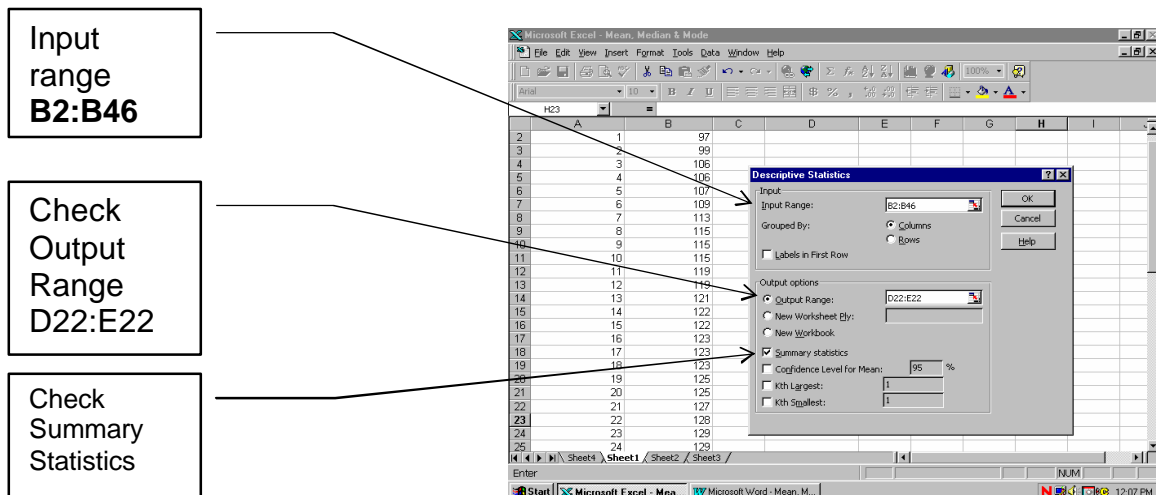 Input
range
B2:B46
Check
Output
Range
D22:E22
Check
Summary
Statistics
Microsoft Excel - Mean, Median & Mode
File Edit View Insert Format Tools Data Window Help
100%
Arial 10 B I U $ % ,
H23 =
A B C D E F G H I
2 1 97
3 2 99
4 3 106
5 4 106
6 5 107
7 6 109
8 7 113
9 8 115
10 9 115
11 10 115
12 11 119
13 12 119
14 13 121
15 14 122
16 15 122
17 16 123
18 17 123
19 18 123
20 19 125
21 20 125
22 21 127
23 22 128
24 23 129
25 24 129
Descriptive Statistics
Input
Input Range: B2:B46
Grouped By: Columns
Rows
Labels in First Row
OK
Cancel
Help
Output options
Output Range: D22:E22
New Worksheet Ply:
New Workbook
Summary statistics
Confidence Level for Mean: 95 %
Kth Largest: 1
Kth Smallest: 1
Sheet4 Sheet1 Sheet2 Sheet3
Enter NUM
Start Microsoft Excel - Mea... Microsoft Word - Mean, M... 12:07 PM